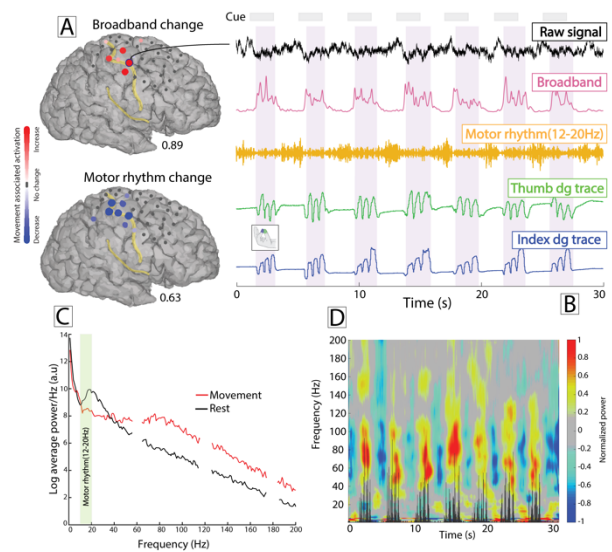 A
Broadband change
0.89
Movement associated activation
Increase
No change
Decrease
Motor rhythm change
0.63
Cue
Raw signal
Broadband
Motor rhythm(12-20Hz)
Thumb dg trace
Index dg trace
0
10
20
30
Time (s)
B
C
Log average power/Hz (a.u)
14
12
10
8
6
4
2
0
Motor rhythm(12-20Hz)
Movement
Rest
0 20 40 60 80 100 120 140 160 180 200
Frequency (Hz)
D
Frequency (Hz)
200
180
160
140
120
100
80
60
40
20
0 5 10 15 20 25 30
Time (s)
1
0.8
0.6
0.4
0.2
0
-0.2
-0.4
-0.6
-0.8
-1
Normalized power